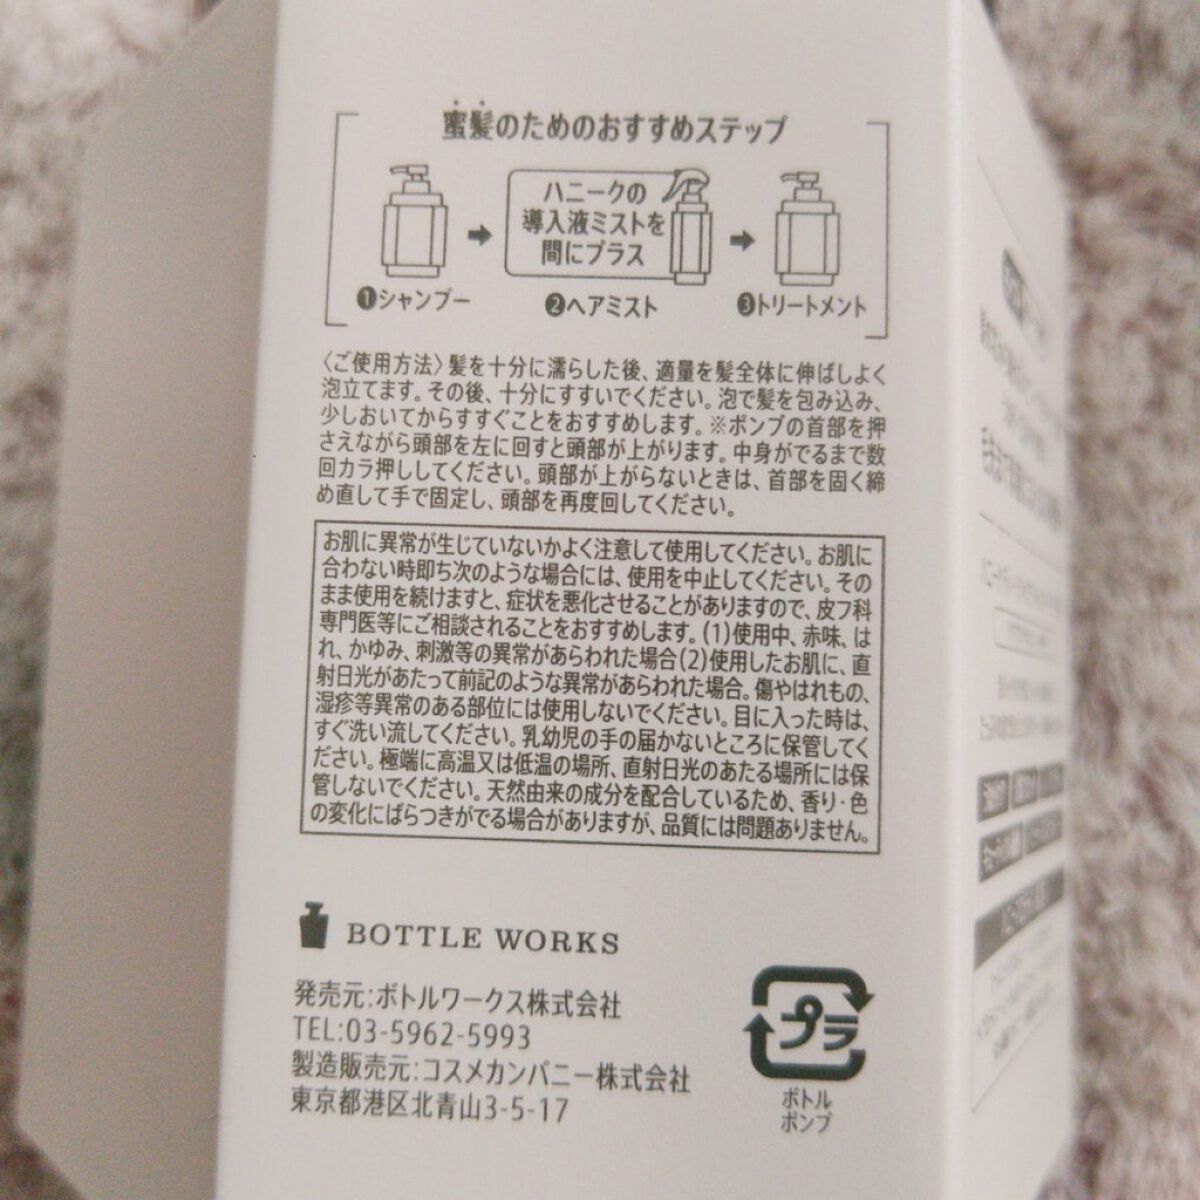 蜜髪のためのおすすめステップ
ハニークの
導入液ミストを
間にプラス
❶シャンプー
❷ヘアミスト
❸トリートメント
〈ご使用方法〉髪を十分に濡らした後、適量を髪全体に伸ばしよく
泡立てます。その後、十分にすすいでください。泡で髪を包み込み、
少しおいてからすすぐことをおすすめします。※ポンプの首部を押
さえながら頭部を左に回すと頭部が上がります。中身がでるまで数
回カラ押ししてください。頭部が上がらないときは、首部を固く締
め直して手で固定し、頭部を再度回してください。
お肌に異常が生じていないかよく注意して使用してください。お肌に
合わない時即ち次のような場合には、使用を中止してください。その
まま使用を続けますと、症状を悪化させることがありますので、皮フ科
専門医等にご相談されることをおすすめします。(1)使用中、赤味、は
れ、かゆみ、刺激等の異常があらわれた場合(2)使用したお肌に、直
射日光があたって前記のような異常があらわれた場合。傷やはれもの、
湿疹等異常のある部位には使用しないでください。目に入った時は、
すぐ洗い流してください。乳幼児の手の届かないところに保管してく
ださい。極端に高温又は低温の場所、直射日光のあたる場所には保
管しないでください。天然由来の成分を配合しているため、香り・色
の変化にばらつきがでる場合がありますが、品質には問題ありません。
BOTTLE WORKS
発売元:ボトルワークス株式会社
TEL:03-5962-5993
製造販売元:コスメカンパニー株式会社
東京都港区北青山3-5-17
プラ
ボトル
ポンプ